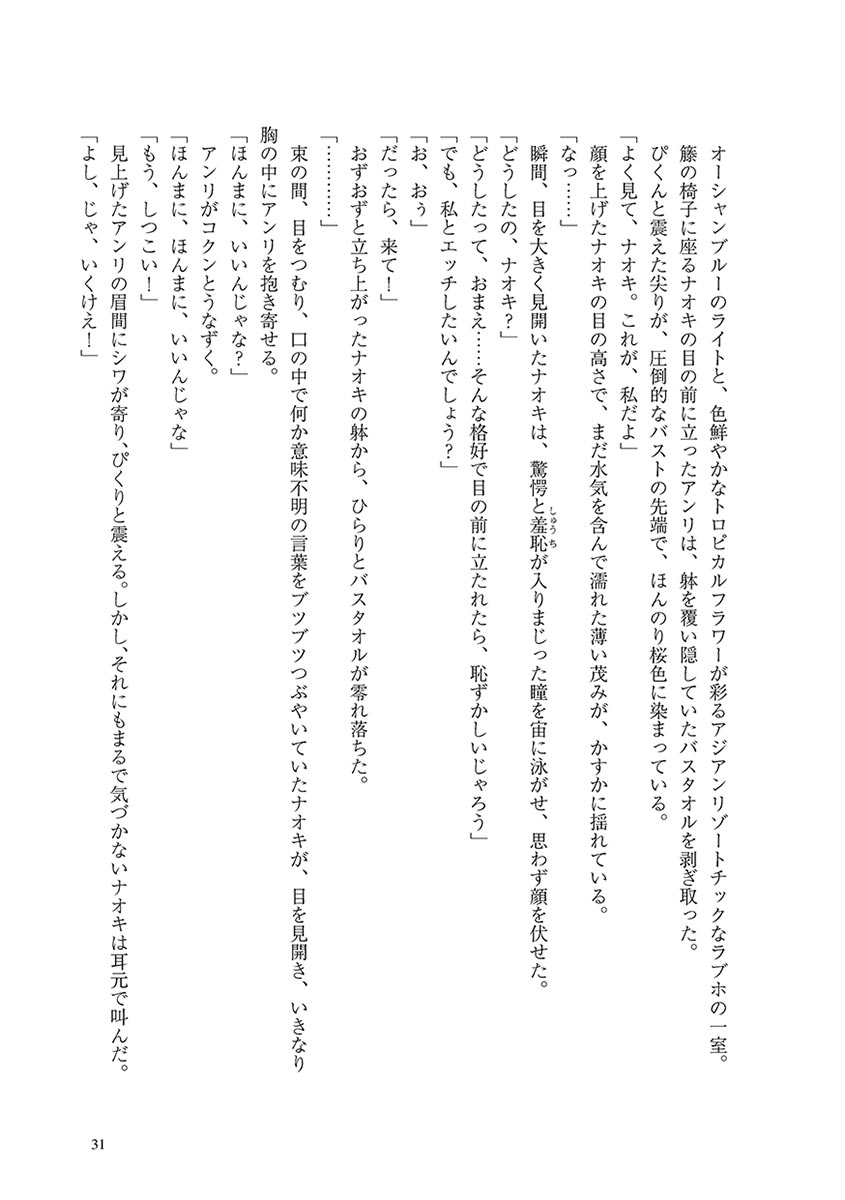 オーシャンブルーのライトと、色鮮やかなトロピカルフラワーが彩るアジアンリゾートチックなラブホの一室。
籐の椅子に座るナオキの目の前に立ったアンリは、躰を覆い隠していたバスタオルを剥ぎ取った。
ぴくんと震えた尖りが、圧倒的なバストの先端で、ほんのり桜色に染まっている。
「よく見て、ナオキ。これが、私だよ」
顔を上げたナオキの目の高さで、まだ水気を含んで濡れた薄い茂みが、かすかに揺れている。
「なっ……」
瞬間、目を大きく見開いたナオキは、驚愕と羞恥が入りまじった瞳を宙に泳がせ、思わず顔を伏せた。
しゅうち
「どうしたの、ナオキ？」
「どうしたって、おまえ……そんな格好で目の前に立たれたら、恥ずかしいじゃろう」
「でも、私とエッチしたいんでしょう？」
「お、おぅ」
「だったら、来て！」
おずおずと立ち上がったナオキの躰から、ひらりとバスタオルが零れ落ちた。
「…………」
束の間、目をつむり、口の中で何か意味不明の言葉をブツブツつぶやいていたナオキが、目を見開き、いきなり
胸の中にアンリを抱き寄せる。
「ほんまに、いいんじゃな？」
アンリがコクンとうなずく。
「ほんまに、ほんまに、いいんじゃな」
「もう、しつこい！」
見上げたアンリの眉間にシワが寄り、ぴくりと震える。しかし、それにもまるで気づかないナオキは耳元で叫んだ。
「よし、じゃ、いくけえ！」
31